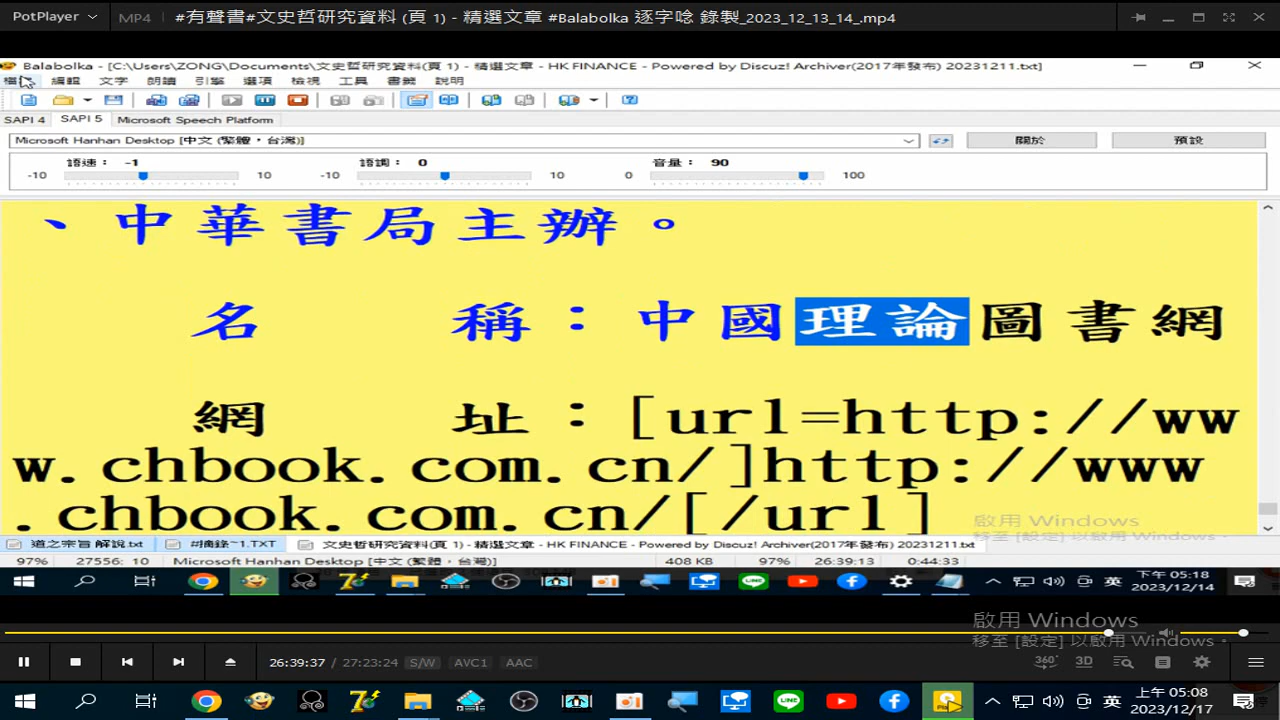 PotPlayer MP4 #有聲書#文史哲研究資料 (頁 1) - 精選文章 #Balabolka 逐字唸 錄製_2023_12_13_14_.mp4
Balabolka - [C:\Users\ZONG\Documents\文史哲研究資料(頁 1) - 精選文章 - HK FINANCE - Powered by Discuz! Archiver(2017年發布) 20231211.txt]
編輯 文字 朗讀 引擎 選項 檢視 工具 書籤 說明
SAPI 4 SAPI 5 Microsoft Speech Platform
Microsoft Hanhan Desktop [中文 (繁體，台灣)] 關於 預設
語速： -1 語調： 0 音量： 90
-10 10 -10 10 0 100
、中華書局主辦。
名 稱：中國理論圖書網
網 址：[url=http://ww
w.chbook.com.cn/]http://www
.chbook.com.cn/[/url]
啟用 Windows
移至 [設定] 以啟用 Windows。
道之宗旨 解說.txt #摘錄~1.TXT 文史哲研究資料(頁 1) - 精選文章 - HK FINANCE - Powered by Discuz! Archiver(2017年發布) 20231211.txt
97% 27556: 10 Microsoft Hanhan Desktop [中文 (繁體，台灣)] 408 KB 97% 26:39:13 0:44:33
英 下午 05:18
2023/12/14
啟用 Windows
移至 [設定] 以啟用 Windows。
26:39:37 / 27:23:24 S/W AVC1 AAC 360° 3D
英 上午 05:08
2023/12/17